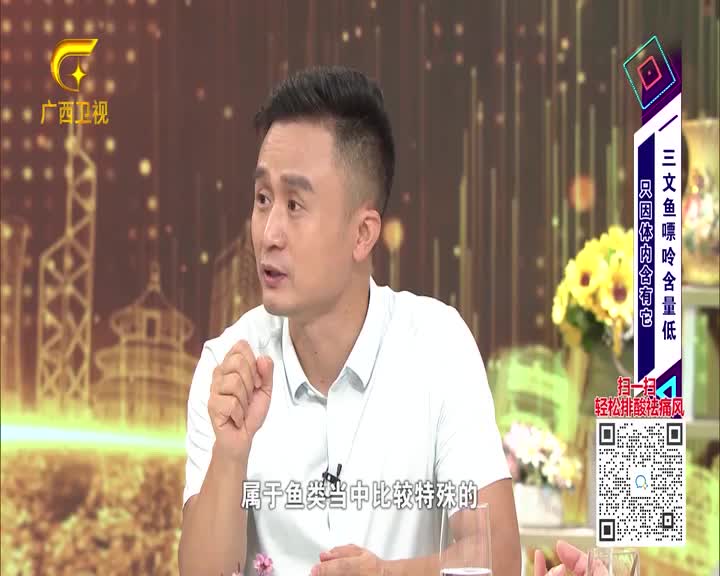 广西卫视
三文鱼嘌呤含量低
只因体内含有它
扫一扫
轻松排酸祛痛风
属于鱼类当中比较特殊的